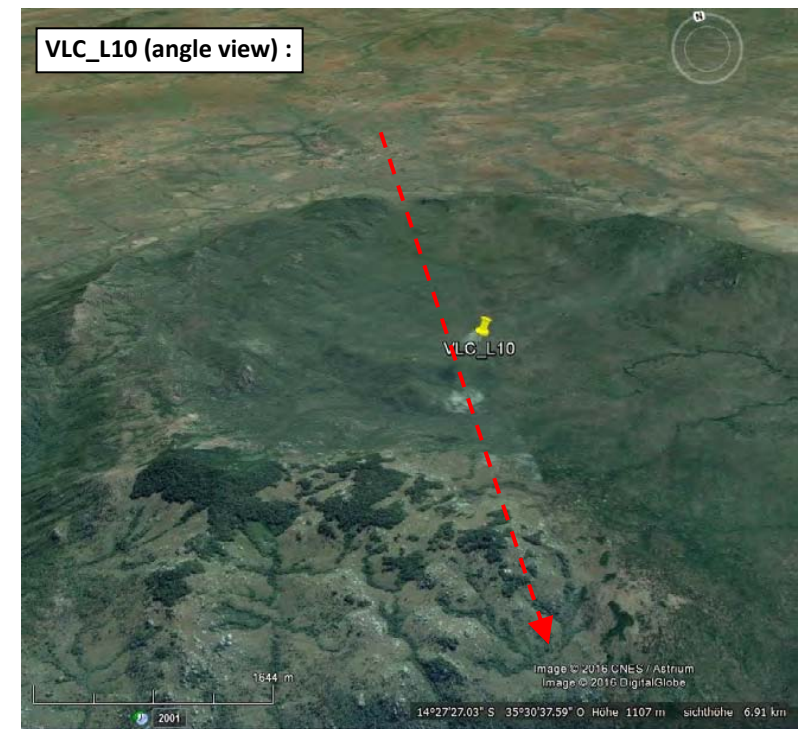 VLC_L10 (angle view) :
N
VLC_L10
1644 m
Image © 2016 CNES / Astrium
Image © 2016 DigitalGlobe
2001
14°27'27.03" S 35°30'37.59" O Höhe 1107 m sichthöhe 6.91 km